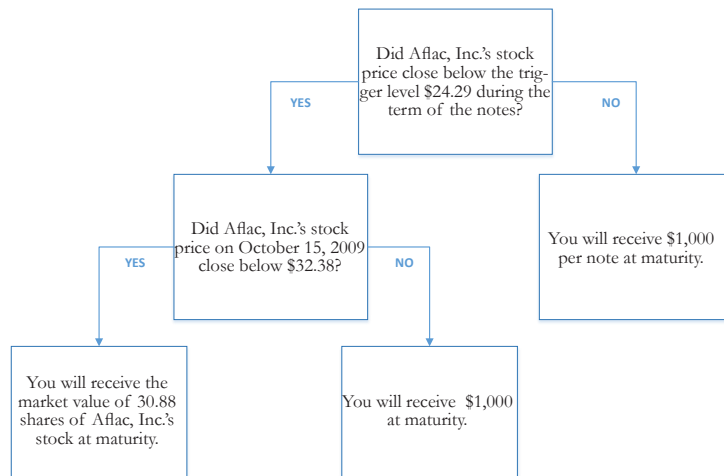 Did Aflac, Inc.'s stock
price close below the trig-
ger level $24.29 during the
term of the notes?
YES
NO
Did Aflac, Inc.'s stock
price on October 15, 2009
close below $32.38?
You will receive $1,000
per note at maturity.
YES
NO
You will receive the
market value of 30.88
shares of Aflac, Inc.'s
stock at maturity.
You will receive $1,000
at maturity.